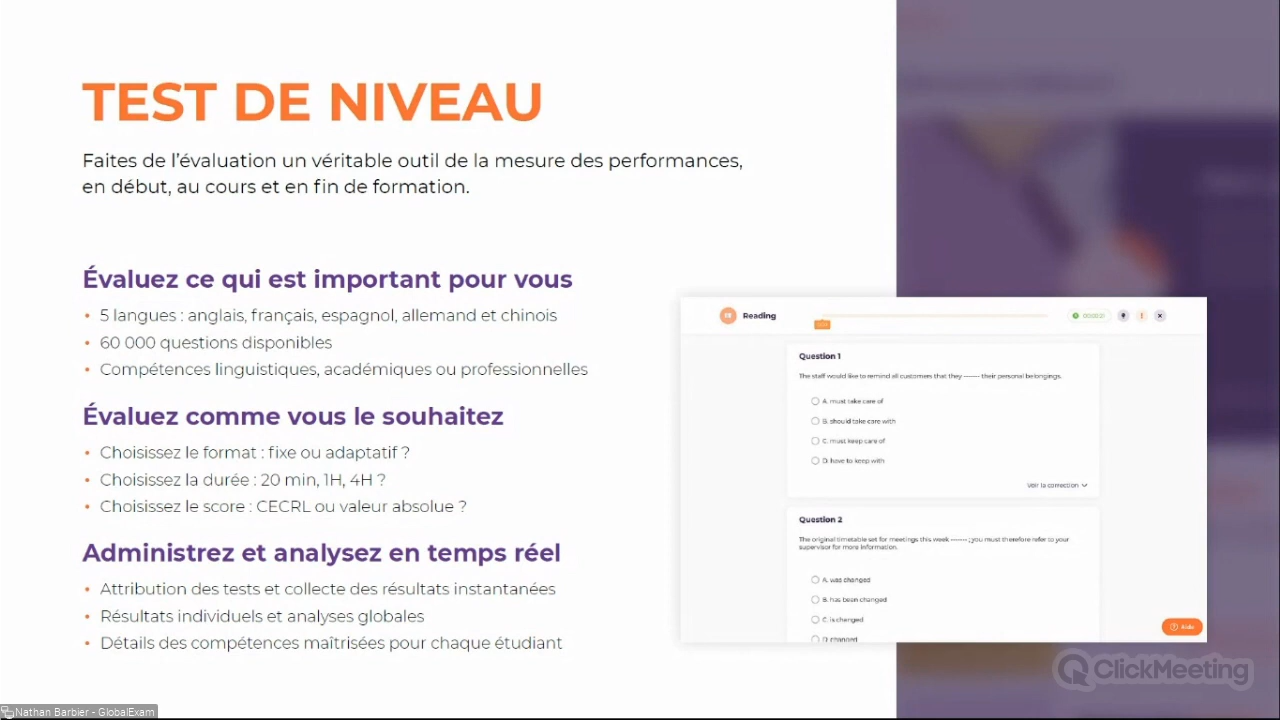 TEST DE NIVEAU
Faites de l'évaluation un véritable outil de la mesure des performances,
en début, au cours et en fin de formation.
Évaluez ce qui est important pour vous
• 5 langues : anglais, français, espagnol, allemand et chinois
• 60 000 questions disponibles
• Compétences linguistiques, académiques ou professionnelles
Évaluez comme vous le souhaitez
• Choisissez le format : fixe ou adaptatif ?
• Choisissez la durée : 20 min, 1H, 4H ?
• Choisissez le score : CECRL ou valeur absolue ?
Administrez et analysez en temps réel
• Attribution des tests et collecte des résultats instantanées
• Résultats individuels et analyses globales
• Détails des compétences maîtrisées pour chaque étudiant
Reading
Question 1
The staff would like to remind all customers that they ------- their personal belongings.
A. must take care of
B. should take care with
C. must keep care of
D. have to keep with
Voir la correction
Question 2
The original timetable set for meetings this week ------- ; you must therefore refer to your
supervisor for more information.
A. was changed
B. has been changed
C. is changed
D. changed
Aide
ClickMeeting
Nathan Barbier - GlobalExam